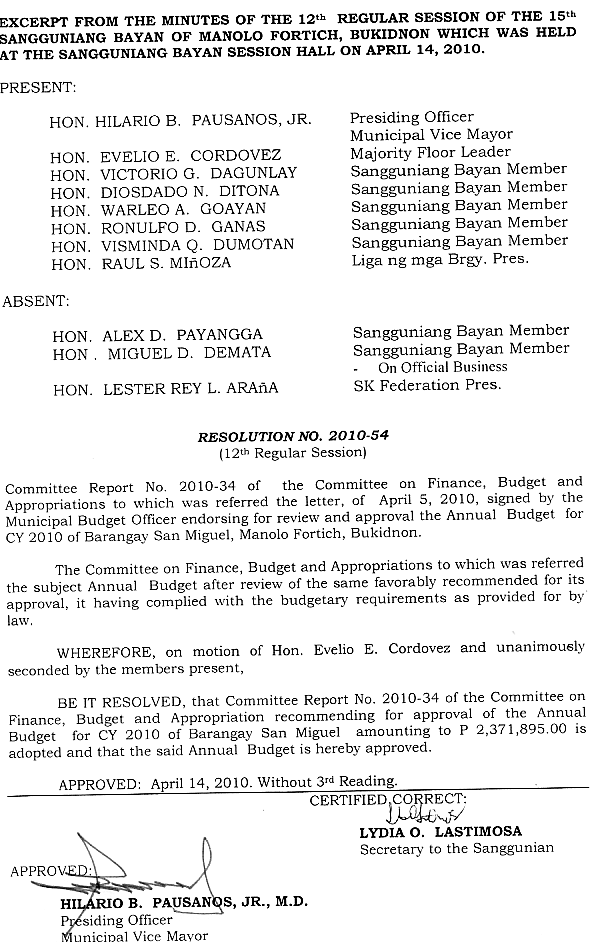 EXCERPT FROM THE MINUTES OF THE 12th REGULAR SESSION OF THE 15th
SANGGUNIANG BAYAN OF MANOLO FORTICH, BUKIDNON WHICH WAS HELD
AT THE SANGGUNIANG BAYAN SESSION HALL ON APRIL 14, 2010.
PRESENT:
HON. HILARIO B. PAUSANOS, JR. Presiding Officer
Municipal Vice Mayor
HON. EVELIO E. CORDOVEZ Majority Floor Leader
HON. VICTORIO G. DAGUNLAY Sangguniang Bayan Member
HON. DIOSDADO N. DITONA Sangguniang Bayan Member
HON. WARLEO A. GOAYAN Sangguniang Bayan Member
HON. RONULFO D. GANAS Sangguniang Bayan Member
HON. VISMINDA Q. DUMOTAN Sangguniang Bayan Member
HON. RAUL S. MIñOZA Liga ng mga Brgy. Pres.
ABSENT:
HON. ALEX D. PAYANGGA Sangguniang Bayan Member
HON . MIGUEL D. DEMATA Sangguniang Bayan Member
- On Official Business
HON. LESTER REY L. ARAñA SK Federation Pres.
RESOLUTION NO. 2010-54
(12th Regular Session)
Committee Report No. 2010-34 of the Committee on Finance, Budget and
Appropriations to which was referred the letter, of April 5, 2010, signed by the
Municipal Budget Officer endorsing for review and approval the Annual Budget for
CY 2010 of Barangay San Miguel, Manolo Fortich, Bukidnon.
The Committee on Finance, Budget and Appropriations to which was referred
the subject Annual Budget after review of the same favorably recommended for its
approval, it having complied with the budgetary requirements as provided for by
law.
WHEREFORE, on motion of Hon. Evelio E. Cordovez and unanimously
seconded by the members present,
BE IT RESOLVED, that Committee Report No. 2010-34 of the Committee on
Finance, Budget and Appropriation recommending for approval of the Annual
Budget for CY 2010 of Barangay San Miguel amounting to P 2,371,895.00 is
adopted and that the said Annual Budget is hereby approved.
APPROVED: April 14, 2010. Without 3rd Reading.
CERTIFIED CORRECT:
LYDIA O. LASTIMOSA
Secretary to the Sanggunian
APPROVED:
HILARIO B. PAUSANOS, JR., M.D.
Presiding Officer
Municipal Vice Mayor